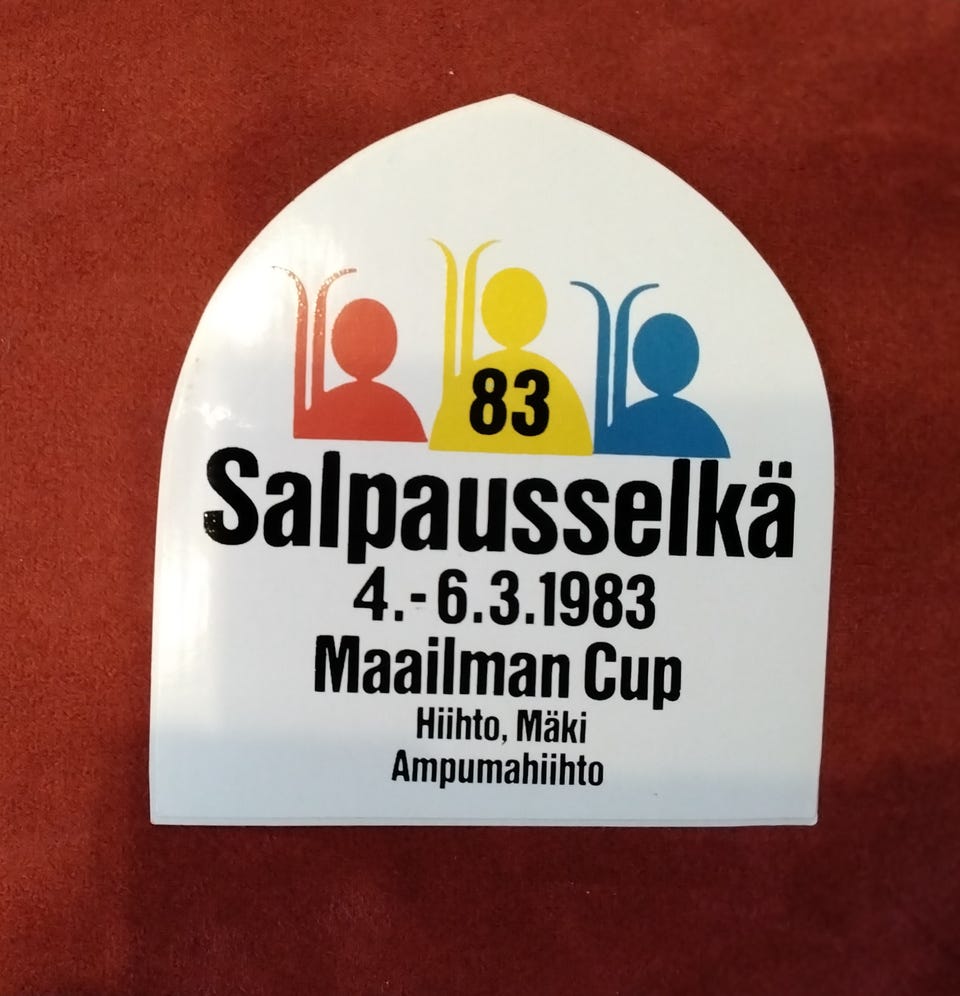 83
Salpausselkä
4.-6.3.1983
Maailman Cup
Hiihto, Mäki
Ampumahiihto